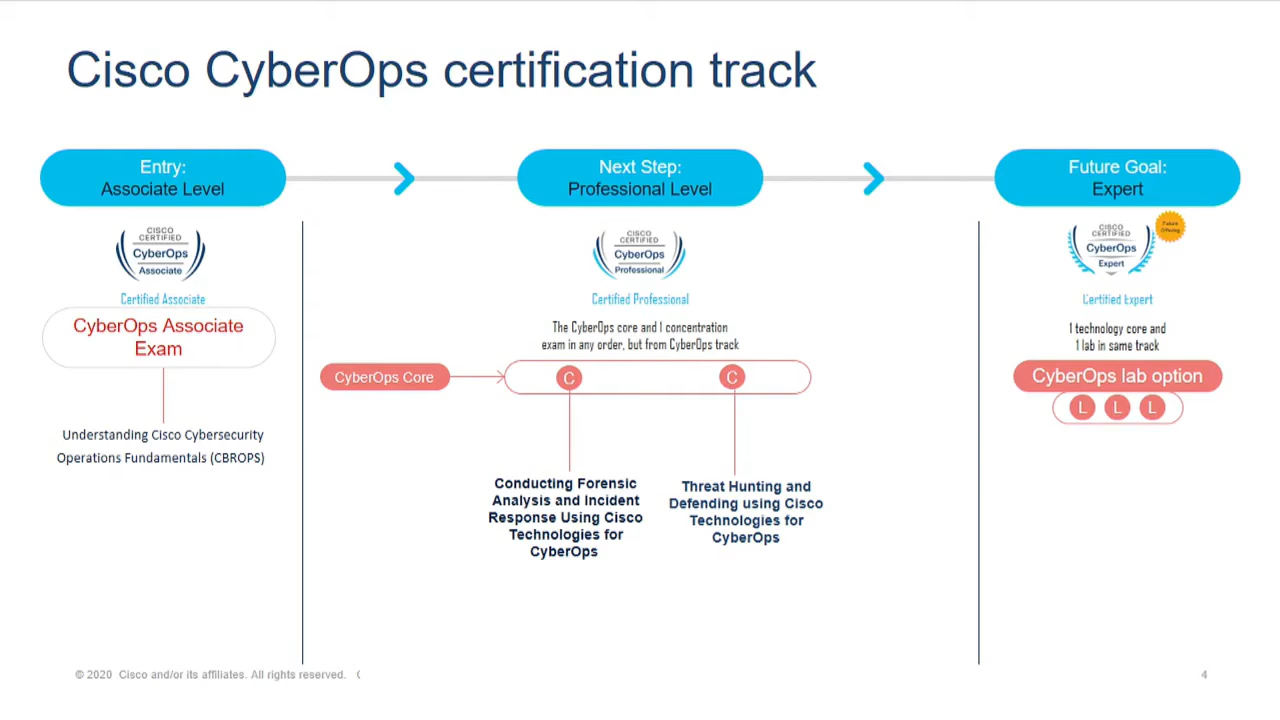 Cisco CyberOps certification track
Entry:
Associate Level
Next Step:
Professional Level
Future Goal:
Expert
CISCO
CERTIFIED
CyberOps
Associate
Certified Associate
CyberOps Associate
Exam
Understanding Cisco Cybersecurity
Operations Fundamentals (CBROPS)
CISCO
CERTIFIED
CyberOps
Professional
Certified Professional
The CyberOps core and 1 concentration
exam in any order, but from CyberOps track
CyberOps Core
C
C
Conducting Forensic
Analysis and Incident
Response Using Cisco
Technologies for
CyberOps
Threat Hunting and
Defending using Cisco
Technologies for
CyberOps
Future
Offering
CISCO
CERTIFIED
CyberOps
Expert
Certified Expert
1 technology core and
1 lab in same track
CyberOps lab option
L L L
© 2020 Cisco and/or its affiliates. All rights reserved.
4